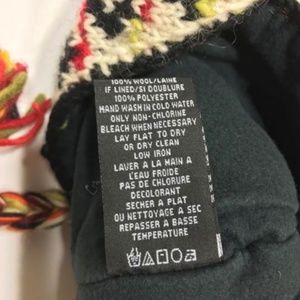 100% WOOL/LAINE
IF LINED/SI DOUBLURE
100% POLYESTER
HAND WASH IN COLD WATER
ONLY NON-CHLORINE
BLEACH WHEN NECESSARY
LAY FLAT TO DRY
OR DRY CLEAN
LOW IRON
LAVER A LA MAIN A
L'EAU FROIDE
PAS DE CHLORURE
DECOLORANT
SECHER A PLAT
OU NETTOYAGE A SEC
REPASSER A BASSE
TEMPERATURE